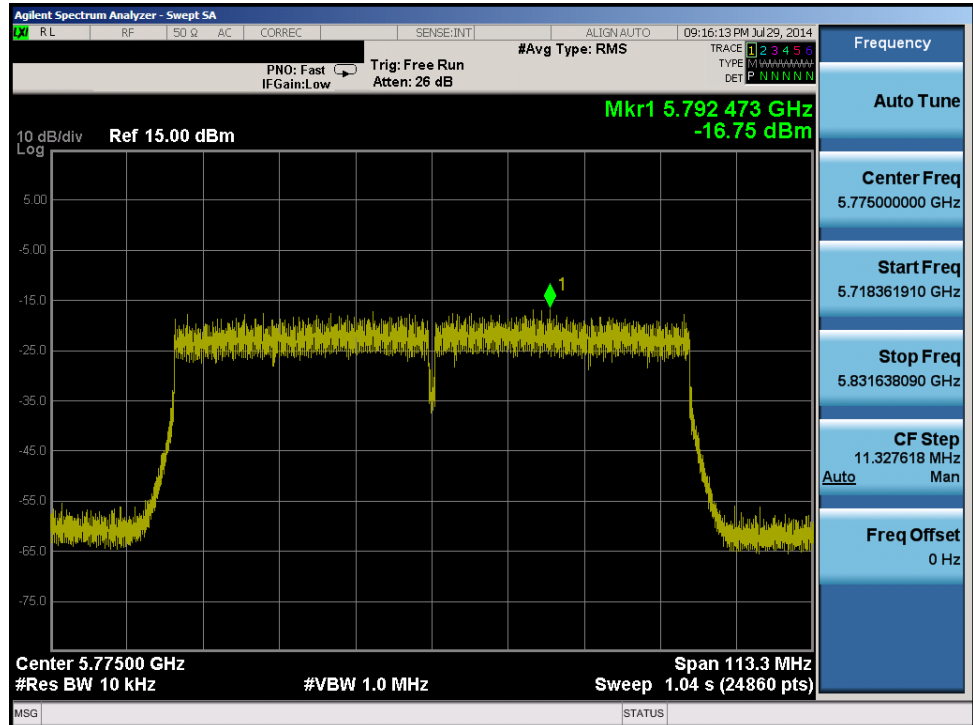 Agilent Spectrum Analyzer - Swept SA
LXI RL RF 50 Ω AC CORREC SENSE:INT ALIGN AUTO 09:16:13 PM Jul 29, 2014
#Avg Type: RMS TRACE 1 2 3 4 5 6
PNO: Fast Trig: Free Run TYPE M WWWWW
IFGain:Low Atten: 26 dB DET P N N N N N
Mkr1 5.792 473 GHz
-16.75 dBm
10 dB/div Ref 15.00 dBm
Log
1
5.00
-5.00
-15.0
-25.0
-35.0
-45.0
-55.0
-65.0
-75.0
Center 5.77500 GHz Span 113.3 MHz
#Res BW 10 kHz #VBW 1.0 MHz Sweep 1.04 s (24860 pts)
MSG STATUS
Frequency
Auto Tune
Center Freq
5.775000000 GHz
Start Freq
5.718361910 GHz
Stop Freq
5.831638090 GHz
CF Step
11.327618 MHz
Auto Man
Freq Offset
0 Hz